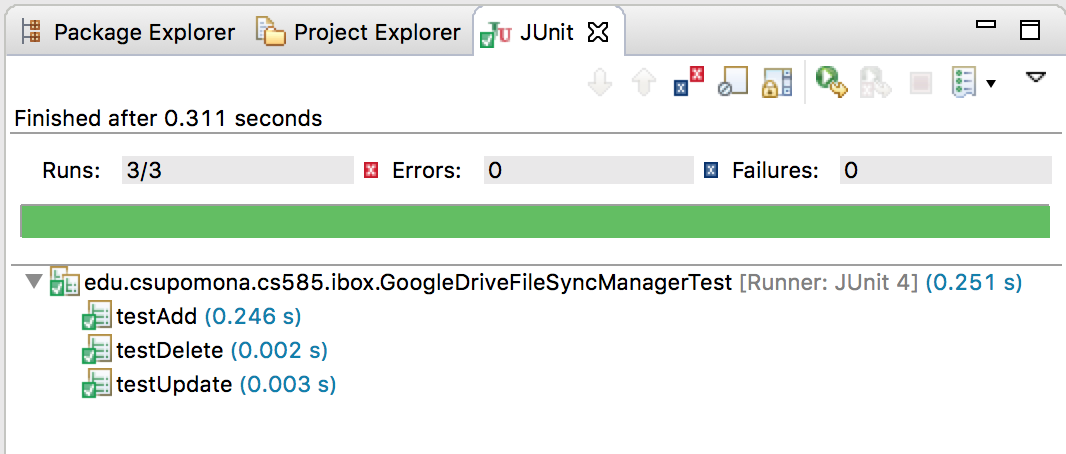 Package Explorer Project Explorer JUnit
Finished after 0.311 seconds
Runs: 3/3 Errors: 0 Failures: 0
edu.csupomona.cs585.ibox.GoogleDriveFileSyncManagerTest [Runner: JUnit 4] (0.251 s)
testAdd (0.246 s)
testDelete (0.002 s)
testUpdate (0.003 s)